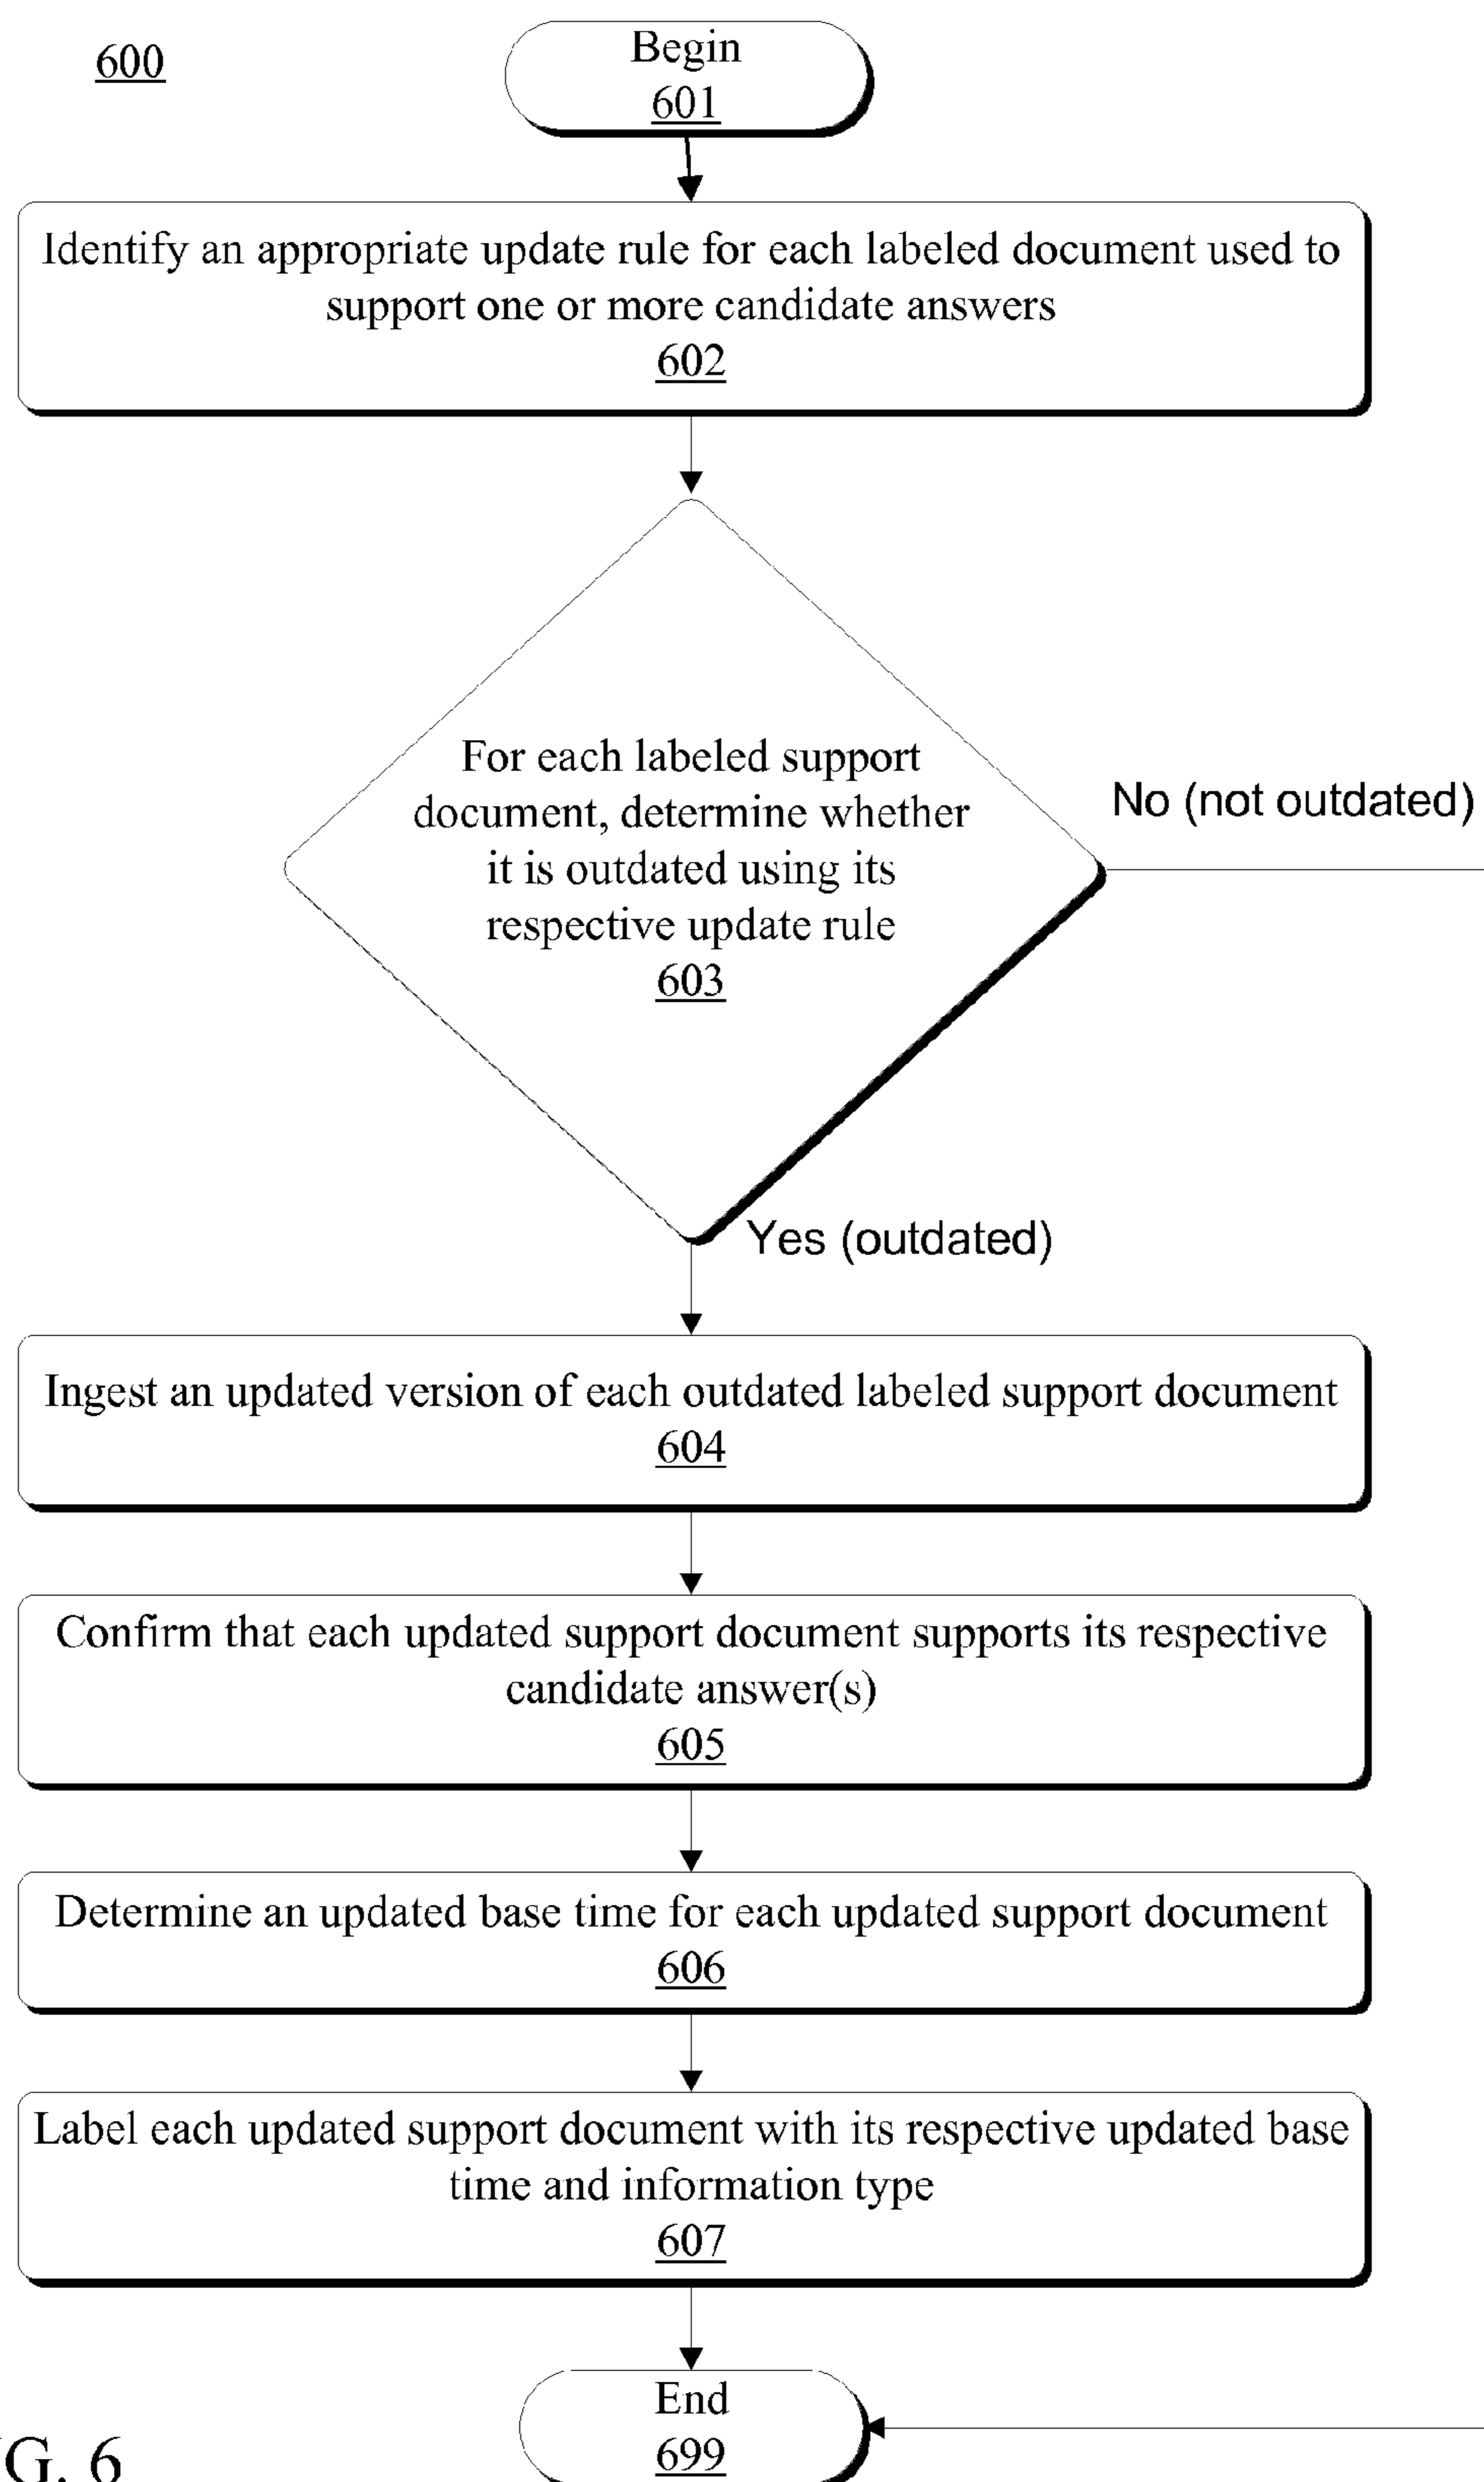 600
Begin
601
Identify an appropriate update rule for each labeled document used to
support one or more candidate answers
602
For each labeled support
document, determine whether
it is outdated using its
respective update rule
603
No (not outdated)
Yes (outdated)
Ingest an updated version of each outdated labeled support document
604
Confirm that each updated support document supports its respective
candidate answer(s)
605
Determine an updated base time for each updated support document
606
Label each updated support document with its respective updated base
time and information type
607
End
699
G. 6